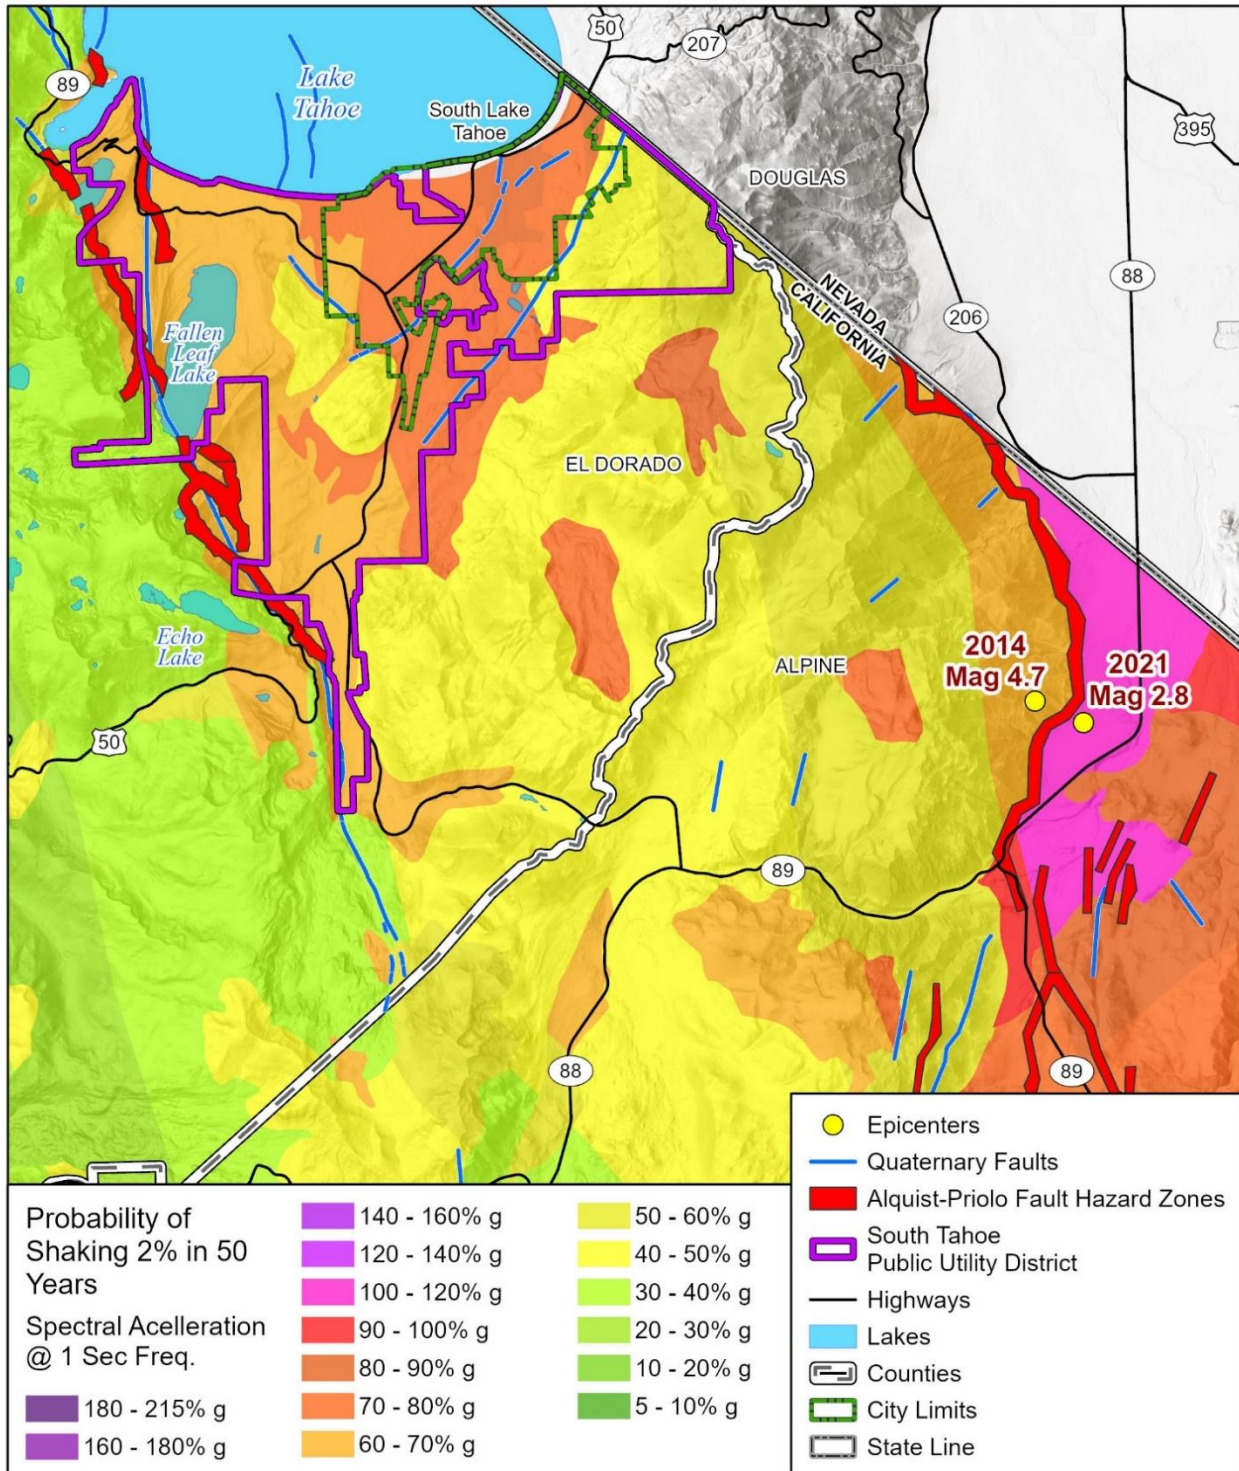 50
207
89
Lake
Tahoe
South Lake
Tahoe
395
DOUGLAS
88
NEVADA
CALIFORNIA
206
Fallen
Leaf
Lake
EL DORADO
Echo
Lake
ALPINE
2014
Mag 4.7
2021
Mag 2.8
50
89
88
89
Epicenters
Quaternary Faults
Alquist-Priolo Fault Hazard Zones
South Tahoe
Public Utility District
Highways
Lakes
Counties
City Limits
State Line
Probability of
Shaking 2% in 50
Years
Spectral Acelleration
@ 1 Sec Freq.
180 - 215% g
160 - 180% g
140 - 160% g
120 - 140% g
100 - 120% g
90 - 100% g
80 - 90% g
70 - 80% g
60 - 70% g
50 - 60% g
40 - 50% g
30 - 40% g
20 - 30% g
10 - 20% g
5 - 10% g